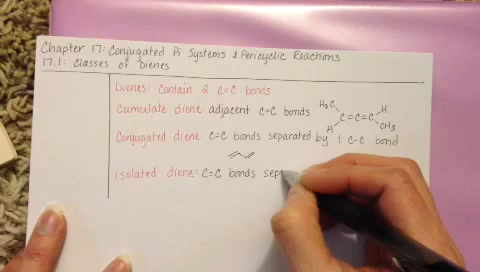 Chapter 17: Conjugated Pi Systems & Pericyclic Reactions
17.1: Classes of Dienes
Dienes: Contain 2 C=C bonds
Cumulate diene: adjacent C=C bonds
H₃C H
C=C=C
H CH₃
Conjugated diene: C=C bonds separated by 1 C-C bond
Isolated diene: C=C bonds sep